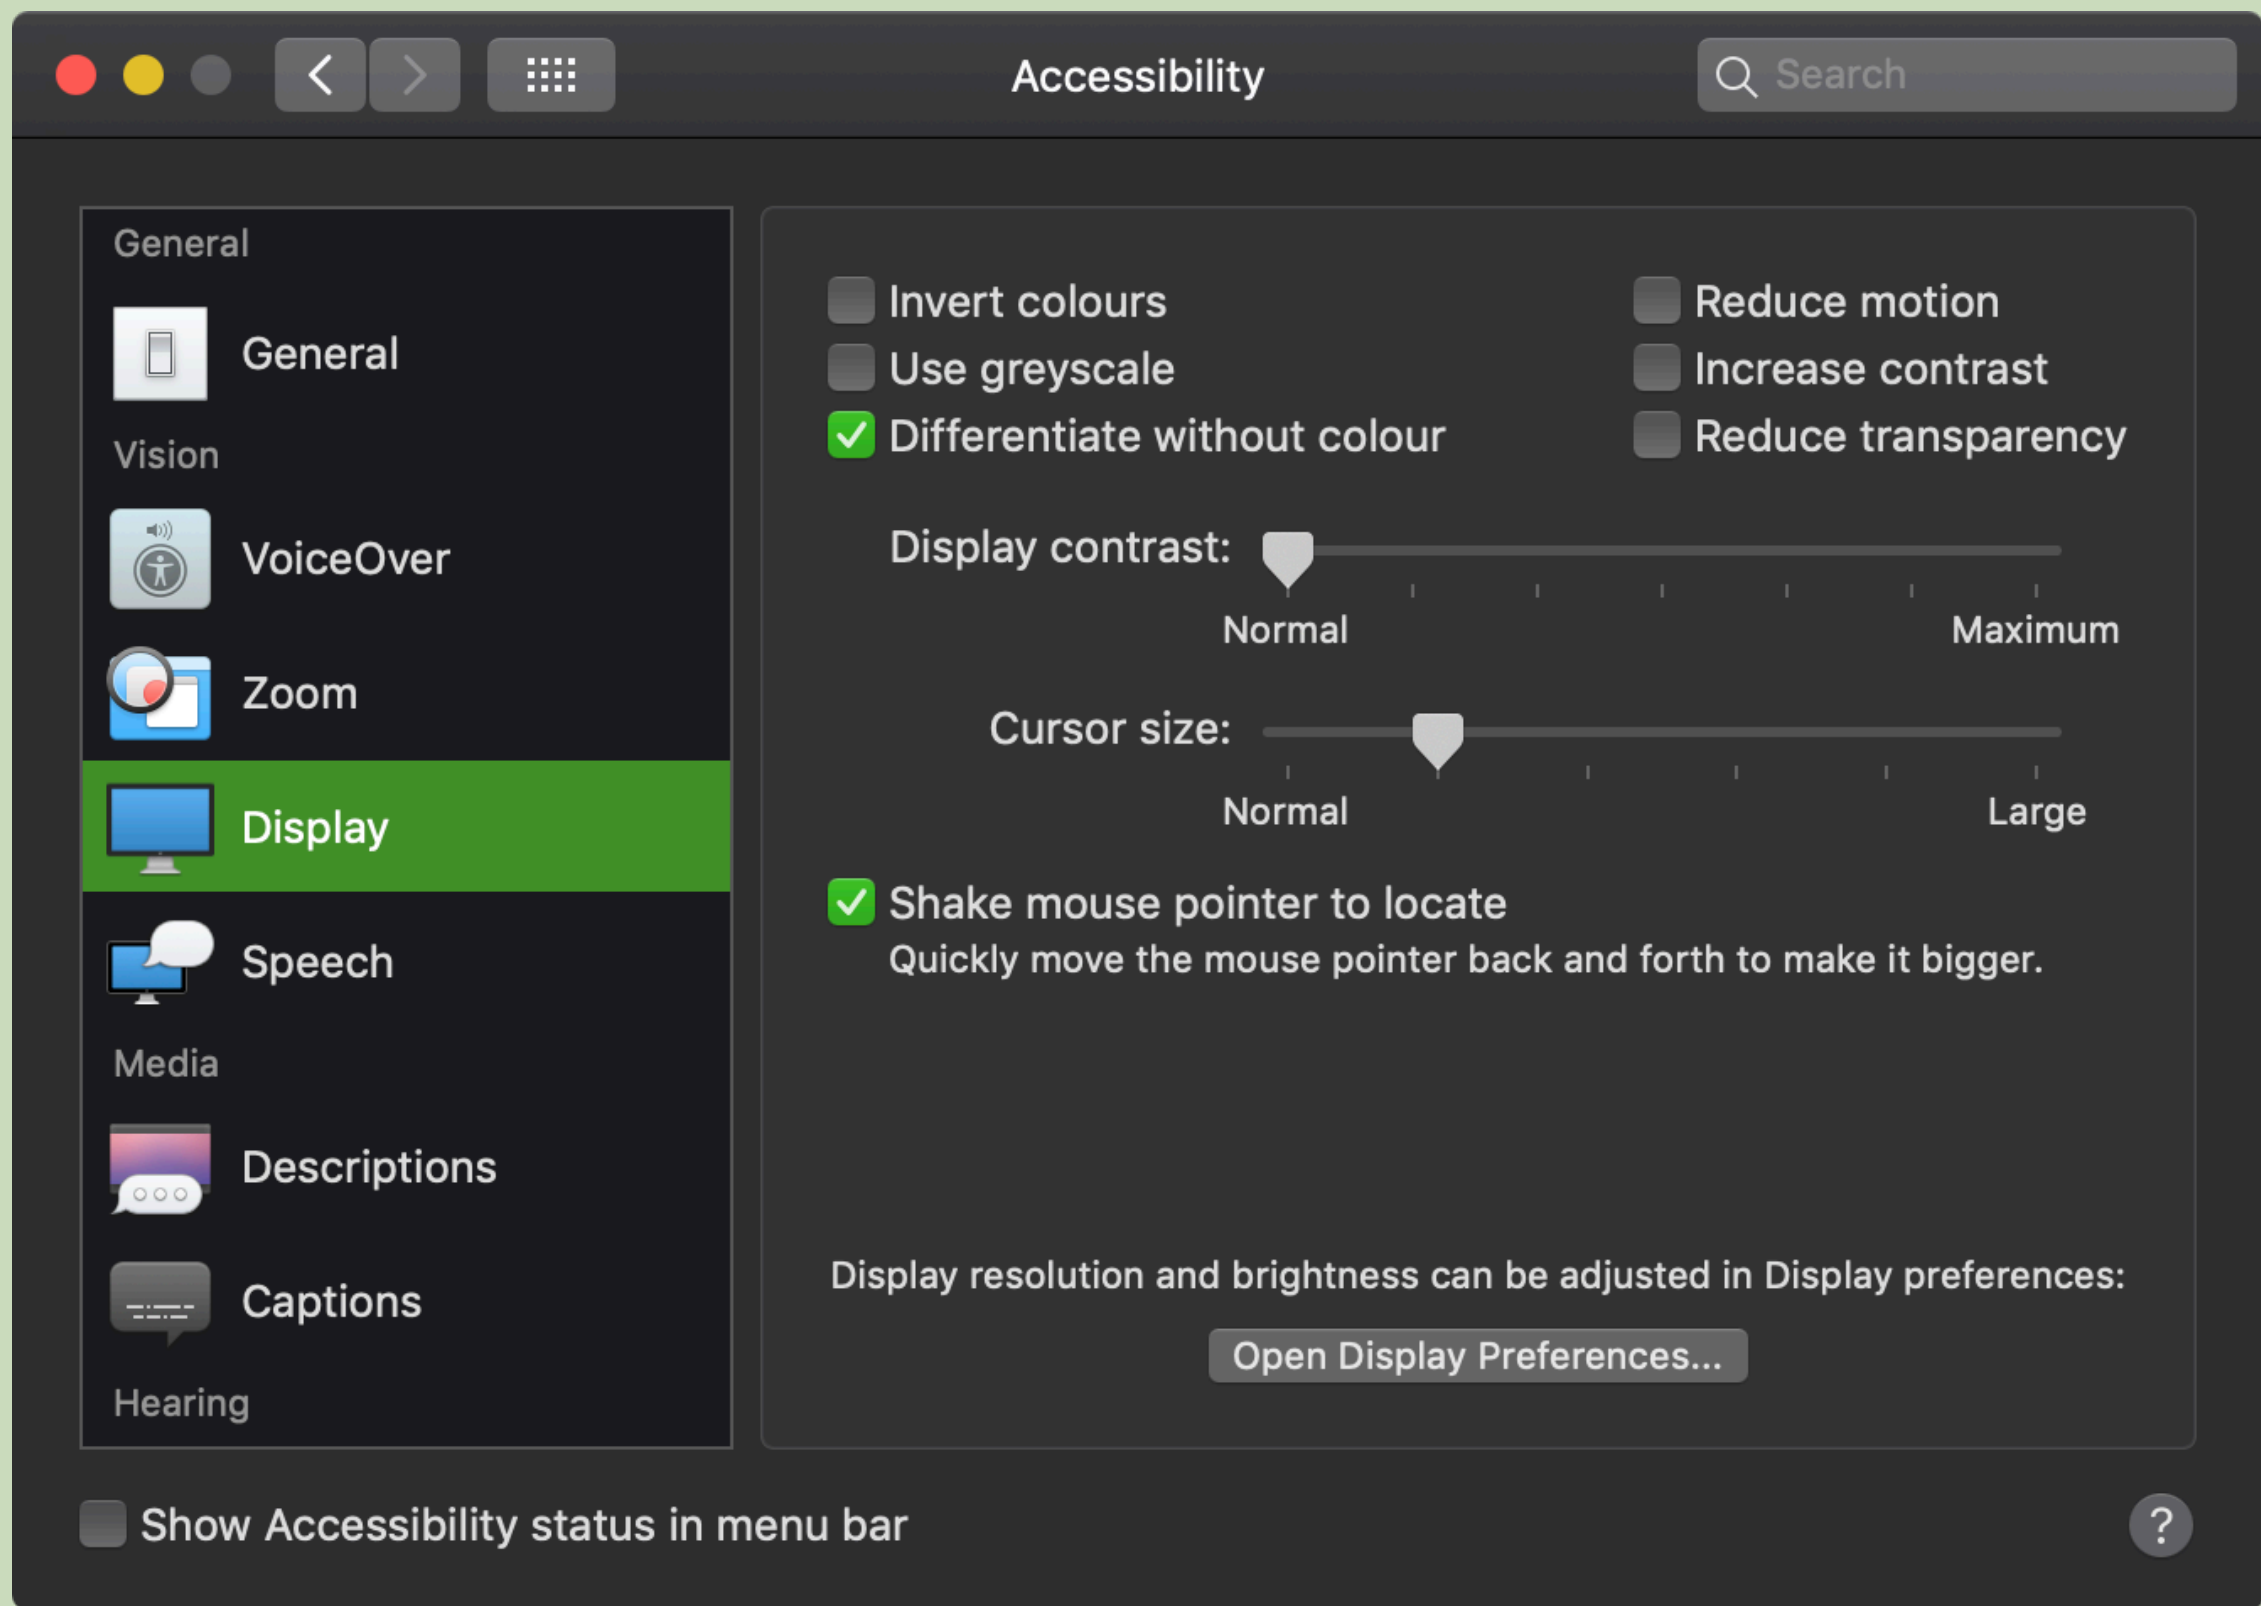 Accessibility
Search
General
General
Vision
VoiceOver
Zoom
Display
Speech
Media
Descriptions
Captions
Hearing
Invert colours
Use greyscale
Differentiate without colour
Reduce motion
Increase contrast
Reduce transparency
Display contrast:
Normal
Maximum
Cursor size:
Normal
Large
Shake mouse pointer to locate
Quickly move the mouse pointer back and forth to make it bigger.
Display resolution and brightness can be adjusted in Display preferences:
Open Display Preferences...
Show Accessibility status in menu bar
?